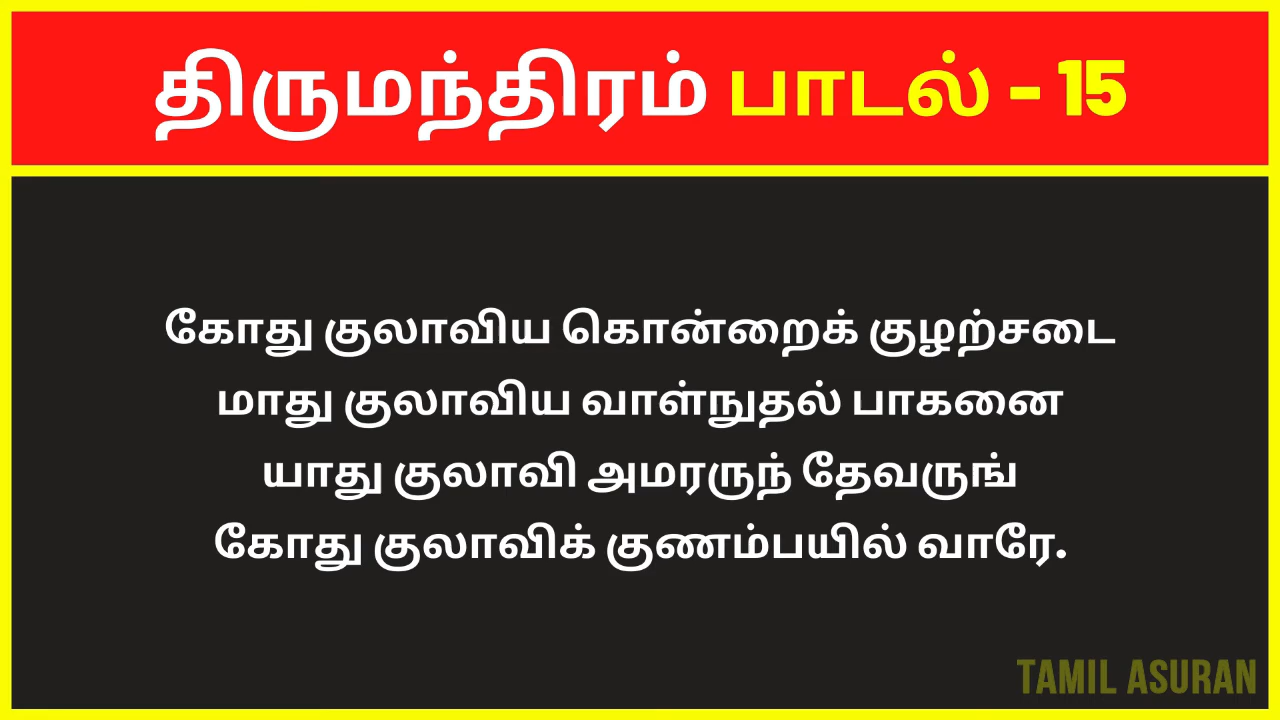 திருமந்திரம் பாடல் - 15
கோது குலாவிய கொன்றைக் குழற்சடை
மாது குலாவிய வாள்நுதல் பாகனை
யாது குலாவி அமரருந் தேவருங்
கோது குலாவிக் குணம்பயில் வாரே.
TAMIL ASURAN